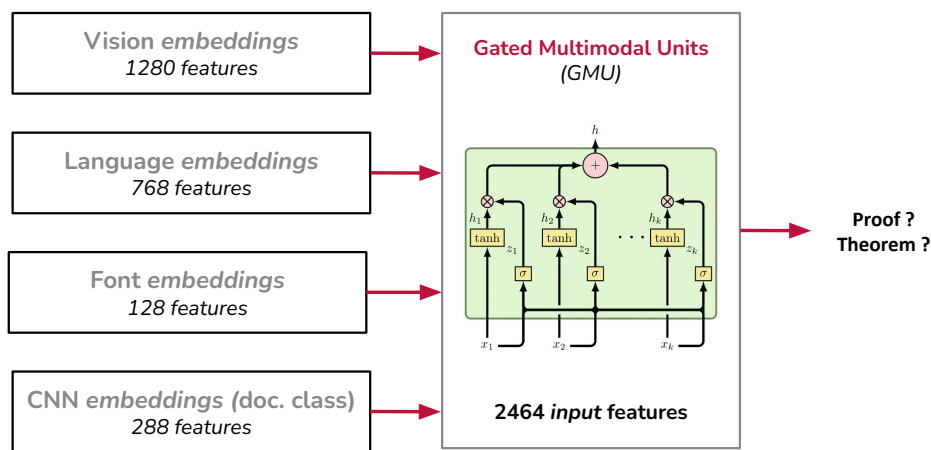 Vision embeddings
1280 features
Language embeddings
768 features
Font embeddings
128 features
CNN embeddings (doc. class)
288 features
Gated Multimodal Units
(GMU)
h
+
h₁ h₂ hₖ
tanh tanh · · · tanh
z₁ z₂ zₖ
σ σ σ
x₁ x₂ xₖ
2464 input features
Proof ?
Theorem ?